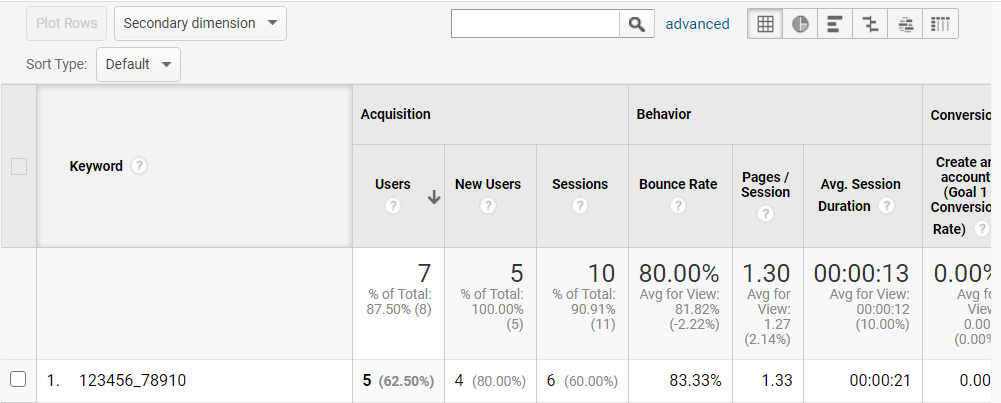 Plot Rows Secondary dimension advanced
Sort Type: Default
Acquisition Behavior Conversio
Keyword ? Users ? New Users ? Sessions ? Bounce Rate ? Pages / Session ? Avg. Session Duration ? Create an account (Goal 1 Conversion Rate) ?
7 5 10 80.00% 1.30 00:00:13 0.00%
% of Total: 87.50% (8) % of Total: 100.00% (5) % of Total: 90.91% (11) Avg for View: 81.82% (-2.22%) Avg for View: 1.27 (2.14%) Avg for View: 00:00:12 (10.00%) Avg fo View 0.00 (0.00%
1. 123456_78910 5 (62.50%) 4 (80.00%) 6 (60.00%) 83.33% 1.33 00:00:21 0.00